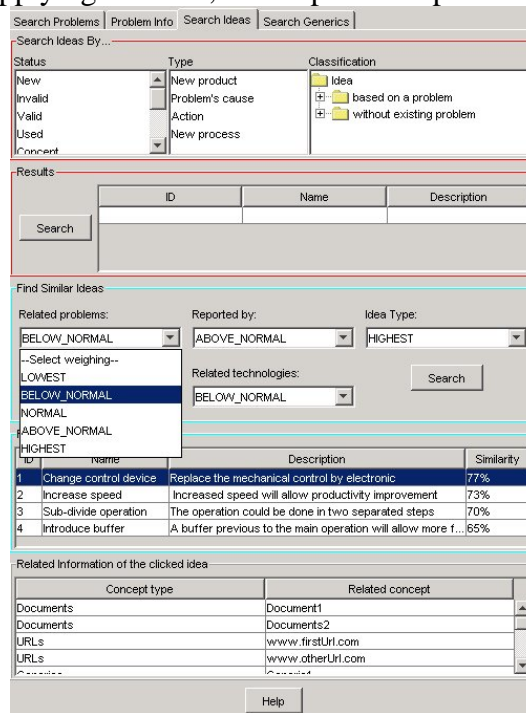 Search Problems Problem Info Search Ideas Search Generics
Search Ideas By...
Status Type Classification
New New product Idea
Invalid Problem's cause based on a problem
Valid Action without existing problem
Used New process
Concept
Results
ID Name Description
Search
Find Similar Ideas
Related problems: Reported by: Idea Type:
BELOW_NORMAL ABOVE_NORMAL HIGHEST
--Select weighing--
LOWEST Related technologies: Search
BELOW_NORMAL BELOW_NORMAL
NORMAL
ABOVE_NORMAL
HIGHEST
ID Name Description Similarity
1 Change control device Replace the mechanical control by electronic 77%
2 Increase speed Increased speed will allow productivity improvement 73%
3 Sub-divide operation The operation could be done in two separated steps 70%
4 Introduce buffer A buffer previous to the main operation will allow more f... 65%
Related Information of the clicked idea
Concept type Related concept
Documents Document1
Documents Documents2
URLs www.firstUrl.com
URLs www.otherUrl.com
Help